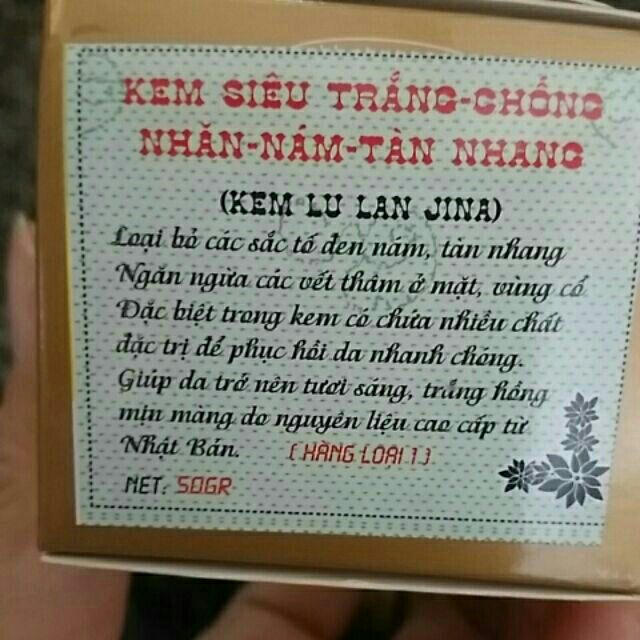 KEM SIÊU TRẮNG-CHỐNG
NHĂN-NÁM-TÀN NHANG
(KEM LU LAN JINA)
Loại bỏ các sắc tố đen nám, tàn nhang
Ngăn ngừa các vết thâm ở mặt, vùng cổ
Đặc biệt trong kem có chứa nhiều chất
đặc trị để phục hồi da nhanh chóng.
Giúp da trở nên tươi sáng, trắng hồng
mịn màng do nguyên liệu cao cấp từ
Nhật Bản. [HÀNG LOẠI 1]
NET: 50GR